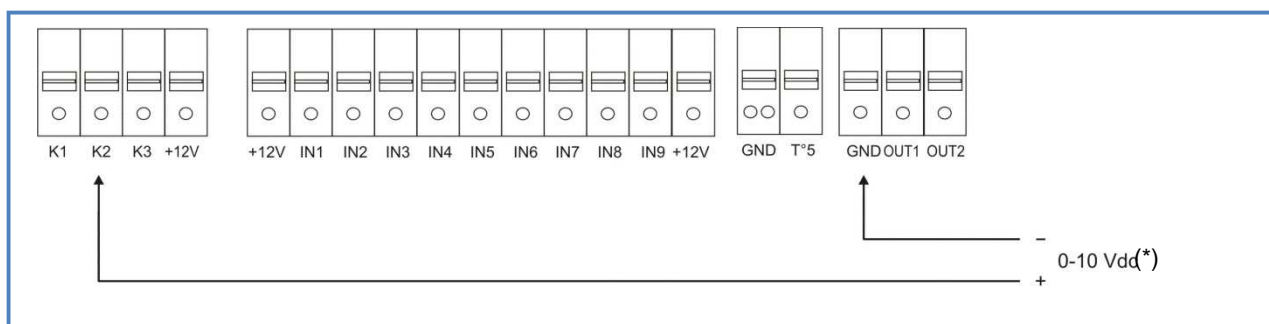 K1 K2 K3 +12V +12V IN1 IN2 IN3 IN4 IN5 IN6 IN7 IN8 IN9 +12V GND T°5 GND OUT1 OUT2
−
0-10 Vdc(*)
+